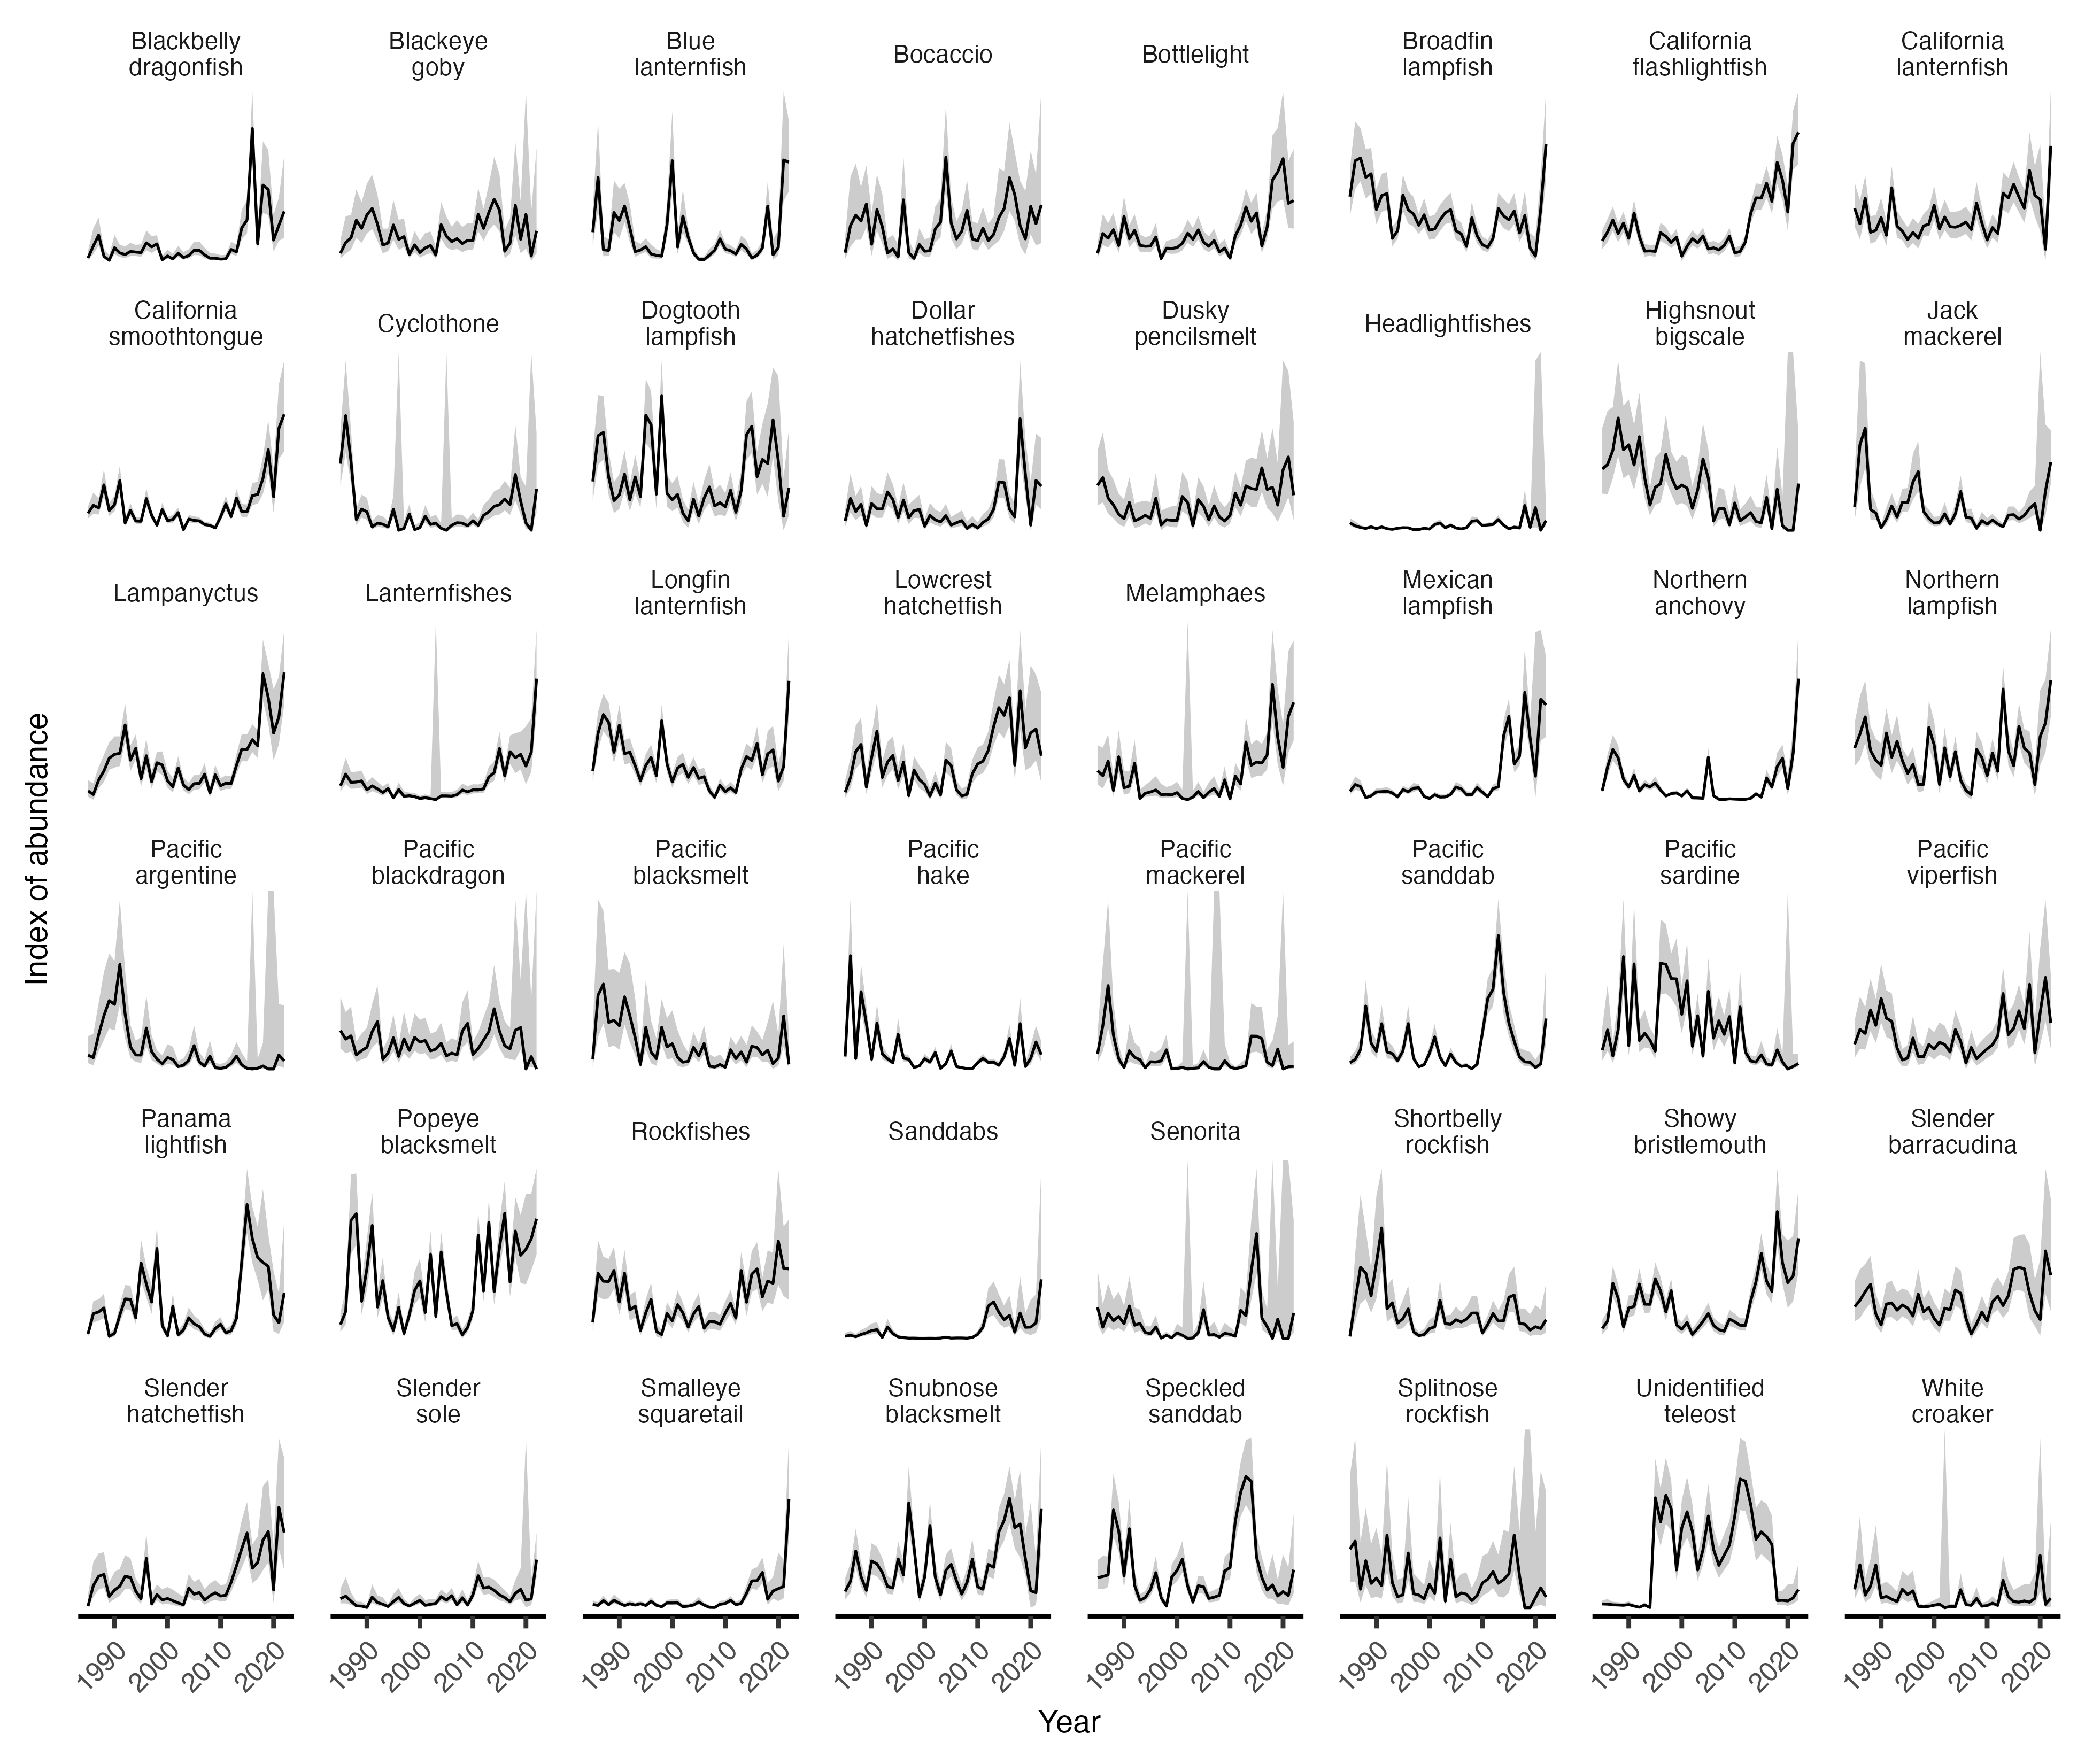 Blackbelly
dragonfish
Blackeye
goby
Blue
lanternfish
Bocaccio
Bottlelight
Broadfin
lampfish
California
flashlightfish
California
lanternfish
California
smoothtongue
Cyclothone
Dogtooth
lampfish
Dollar
hatchetfishes
Dusky
pencilsmelt
Headlightfishes
Highsnout
bigscale
Jack
mackerel
Lampanyctus
Lanternfishes
Longfin
lanternfish
Lowcrest
hatchetfish
Melamphaes
Mexican
lampfish
Northern
anchovy
Northern
lampfish
Pacific
argentine
Pacific
blackdragon
Pacific
blacksmelt
Pacific
hake
Pacific
mackerel
Pacific
sanddab
Pacific
sardine
Pacific
viperfish
Panama
lightfish
Popeye
blacksmelt
Rockfishes
Sanddabs
Senorita
Shortbelly
rockfish
Showy
bristlemouth
Slender
barracudina
Slender
hatchetfish
Slender
sole
Smalleye
squaretail
Snubnose
blacksmelt
Speckled
sanddab
Splitnose
rockfish
Unidentified
teleost
White
croaker
Index of abundance
1990 2000 2010 2020
1990 2000 2010 2020
1990 2000 2010 2020
1990 2000 2010 2020
1990 2000 2010 2020
1990 2000 2010 2020
1990 2000 2010 2020
1990 2000 2010 2020
Year